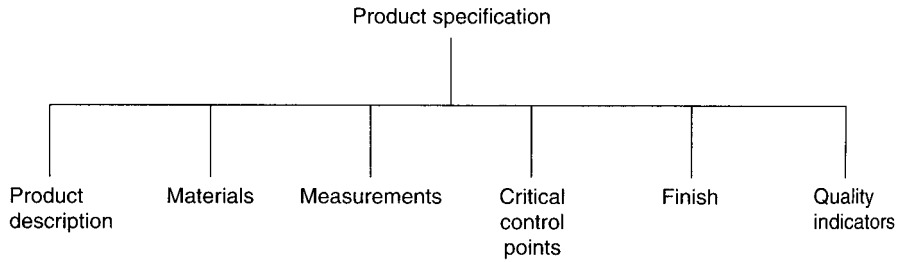 Product specification
Product
description
Materials
Measurements
Critical
control
points
Finish
Quality
indicators